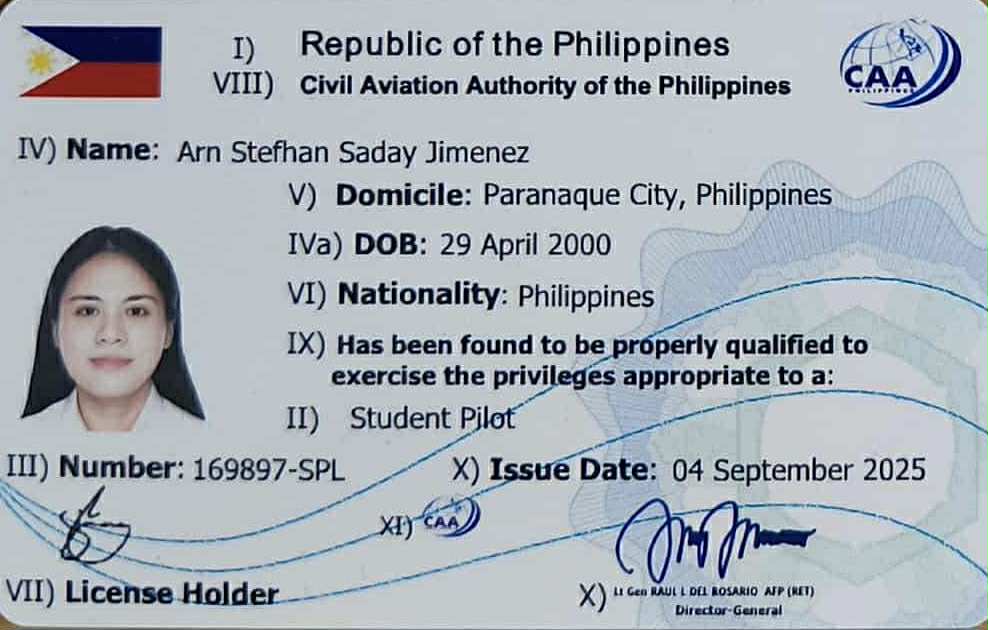 I) Republic of the Philippines
VIII) Civil Aviation Authority of the Philippines
CAA
PHILIPPINES
IV) Name: Arn Stefhan Saday Jimenez
V) Domicile: Paranaque City, Philippines
IVa) DOB: 29 April 2000
VI) Nationality: Philippines
IX) Has been found to be properly qualified to
exercise the privileges appropriate to a:
II) Student Pilot
III) Number: 169897-SPL
X) Issue Date: 04 September 2025
XI) CAA
VII) License Holder
X) Lt Gen RAUL L DEL ROSARIO AFP (RET)
Director-General